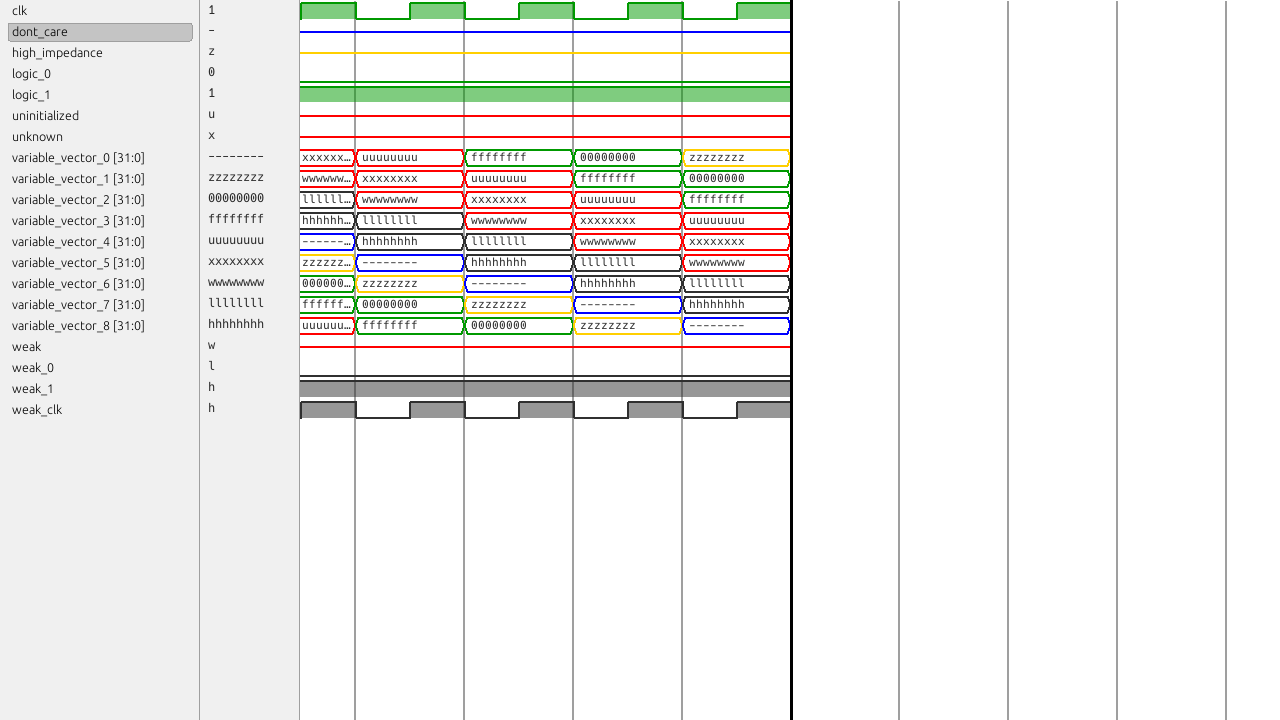 clk 1
dont_care -
high_impedance z
logic_0 0
logic_1 1
uninitialized u
unknown x
variable_vector_0 [31:0] -------- xxxxxx… uuuuuuuu ffffffff 00000000 zzzzzzzz
variable_vector_1 [31:0] zzzzzzzz wwwwww… xxxxxxxx uuuuuuuu ffffffff 00000000
variable_vector_2 [31:0] 00000000 llllll… wwwwwwww xxxxxxxx uuuuuuuu ffffffff
variable_vector_3 [31:0] ffffffff hhhhhh… llllllll wwwwwwww xxxxxxxx uuuuuuuu
variable_vector_4 [31:0] uuuuuuuu ------… hhhhhhhh llllllll wwwwwwww xxxxxxxx
variable_vector_5 [31:0] xxxxxxxx zzzzzz… -------- hhhhhhhh llllllll wwwwwwww
variable_vector_6 [31:0] wwwwwwww 000000… zzzzzzzz -------- hhhhhhhh llllllll
variable_vector_7 [31:0] llllllll ffffff… 00000000 zzzzzzzz -------- hhhhhhhh
variable_vector_8 [31:0] hhhhhhhh uuuuuu… ffffffff 00000000 zzzzzzzz --------
weak w
weak_0 l
weak_1 h
weak_clk h